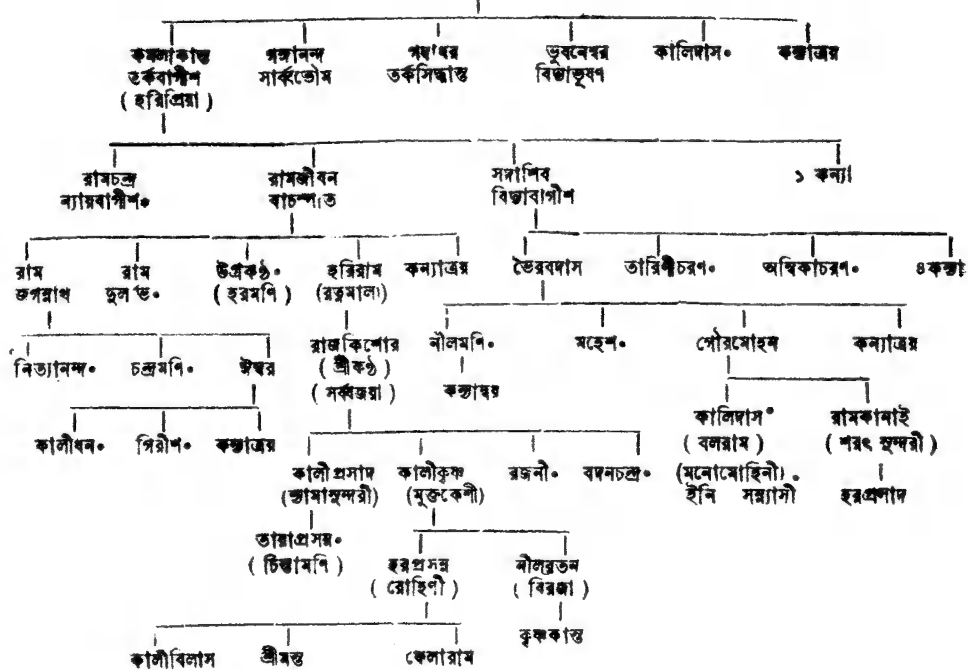 কমলাকান্ত গঙ্গানন্দ গঙ্গাধর ভুবনেশ্বর কালিদাস॰ কন্যাত্রয়
তর্কবাগীশ সার্ব্বভৌম তর্কসিদ্ধান্ত বিদ্যাভূষণ
( হরিপ্রিয়া )
রামচন্দ্র রামজীবন সদাশিব ১ কন্যা
ন্যায়বাগীশ॰ বাচস্পতি বিদ্যাবাগীশ
রাম রাম উগ্রকণ্ঠ॰ হরিরাম কন্যাত্রয় ভৈরবদাস তারিণীচরণ॰ অম্বিকাচরণ॰ ৪কন্যা
জগন্নাথ দুর্লভ॰ ( হরমণি ) (রত্নমালা)
নিত্যানন্দ॰ চন্দ্রমণি॰ ঈশ্বর রাজকিশোর নীলমণি॰ মহেশ॰ গৌরমোহন কন্যাত্রয়
( শ্রীকণ্ঠ )
( সর্ব্বজয়া ) কন্যাদ্বয়
কালীধন॰ গিরীশ॰ কন্যাত্রয় কালিদাস॰ রামকানাই
( বলরাম ) ( শরৎ সুন্দরী )
কালীপ্রসাদ কালীকৃষ্ণ রজনী॰ বদনচন্দ্র॰ (মনোমোহিনী)
(শ্যামাসুন্দরী) (মুক্তকেশী) ইনি সন্ন্যাসী হরপ্রসাদ
তারাপ্রসন্ন॰
( চিন্তামণি ) হরপ্রসন্ন নীলরতন
( রোহিণী ) ( বিরজা )
কৃষ্ণকান্ত
কালীবিলাস শ্রীমন্ত ফেলারাম